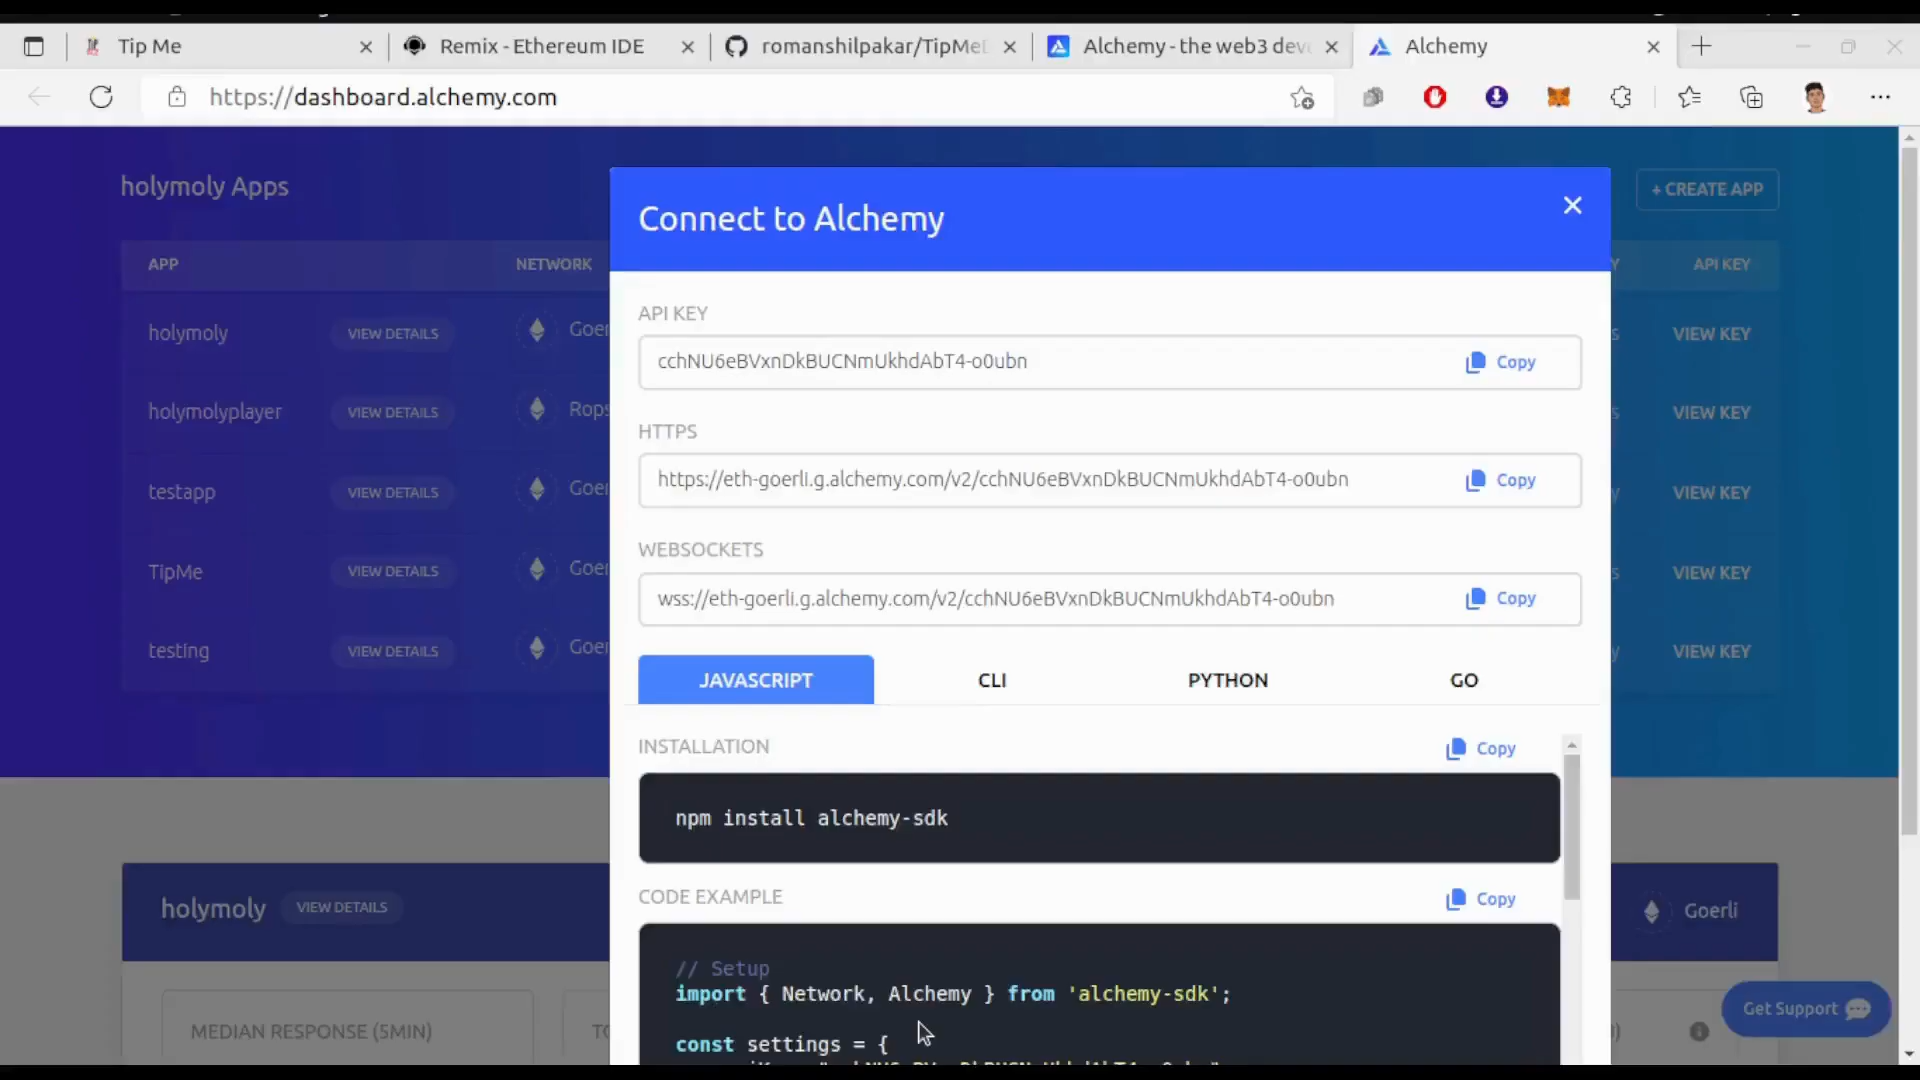 Tip Me
Remix - Ethereum IDE
romanshilpakar/TipMe
Alchemy - the web3 dev
Alchemy
https://dashboard.alchemy.com
holymoly Apps
+ CREATE APP
Connect to Alchemy
APP
NETWORK
Y
API KEY
API KEY
cchNU6eBVxnDkBUCNmUkhdAbT4-o0ubn
Copy
holymoly
VIEW DETAILS
Goer
s
VIEW KEY
holymolyplayer
VIEW DETAILS
Rops
s
VIEW KEY
HTTPS
https://eth-goerli.g.alchemy.com/v2/cchNU6eBVxnDkBUCNmUkhdAbT4-o0ubn
Copy
testapp
VIEW DETAILS
Goer
y
VIEW KEY
WEBSOCKETS
wss://eth-goerli.g.alchemy.com/v2/cchNU6eBVxnDkBUCNmUkhdAbT4-o0ubn
Copy
TipMe
VIEW DETAILS
Goer
s
VIEW KEY
testing
VIEW DETAILS
Goer
y
VIEW KEY
JAVASCRIPT
CLI
PYTHON
GO
INSTALLATION
Copy
npm install alchemy-sdk
CODE EXAMPLE
Copy
holymoly
VIEW DETAILS
Goerli
// Setup
import { Network, Alchemy } from 'alchemy-sdk';
const settings = {
MEDIAN RESPONSE (5MIN)
Get Support